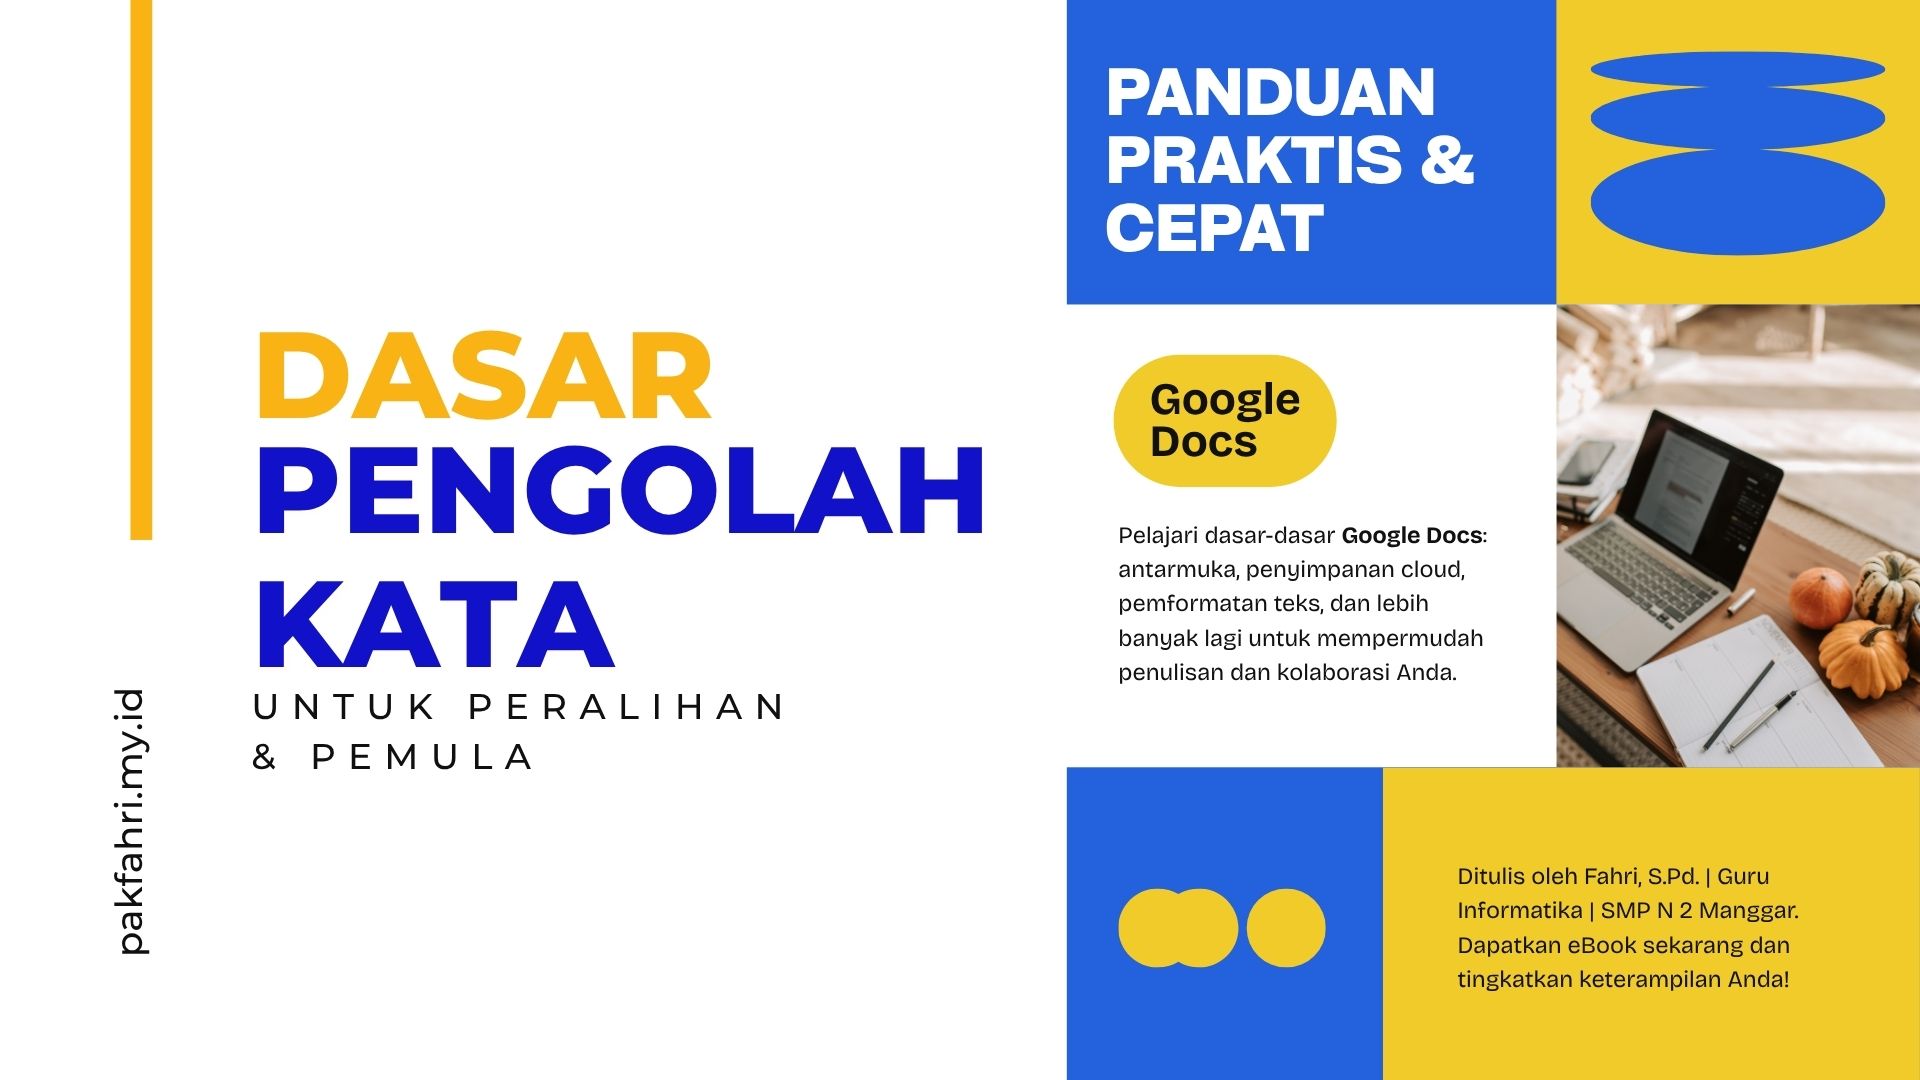 DASAR
PENGOLAH
KATA
UNTUK PERALIHAN
& PEMULA
pakfahri.my.id
PANDUAN
PRAKTIS &
CEPAT
Google
Docs
Pelajari dasar-dasar Google Docs:
antarmuka, penyimpanan cloud,
pemformatan teks, dan lebih
banyak lagi untuk mempermudah
penulisan dan kolaborasi Anda.
Ditulis oleh Fahri, S.Pd. | Guru
Informatika | SMP N 2 Manggar.
Dapatkan eBook sekarang dan
tingkatkan keterampilan Anda!